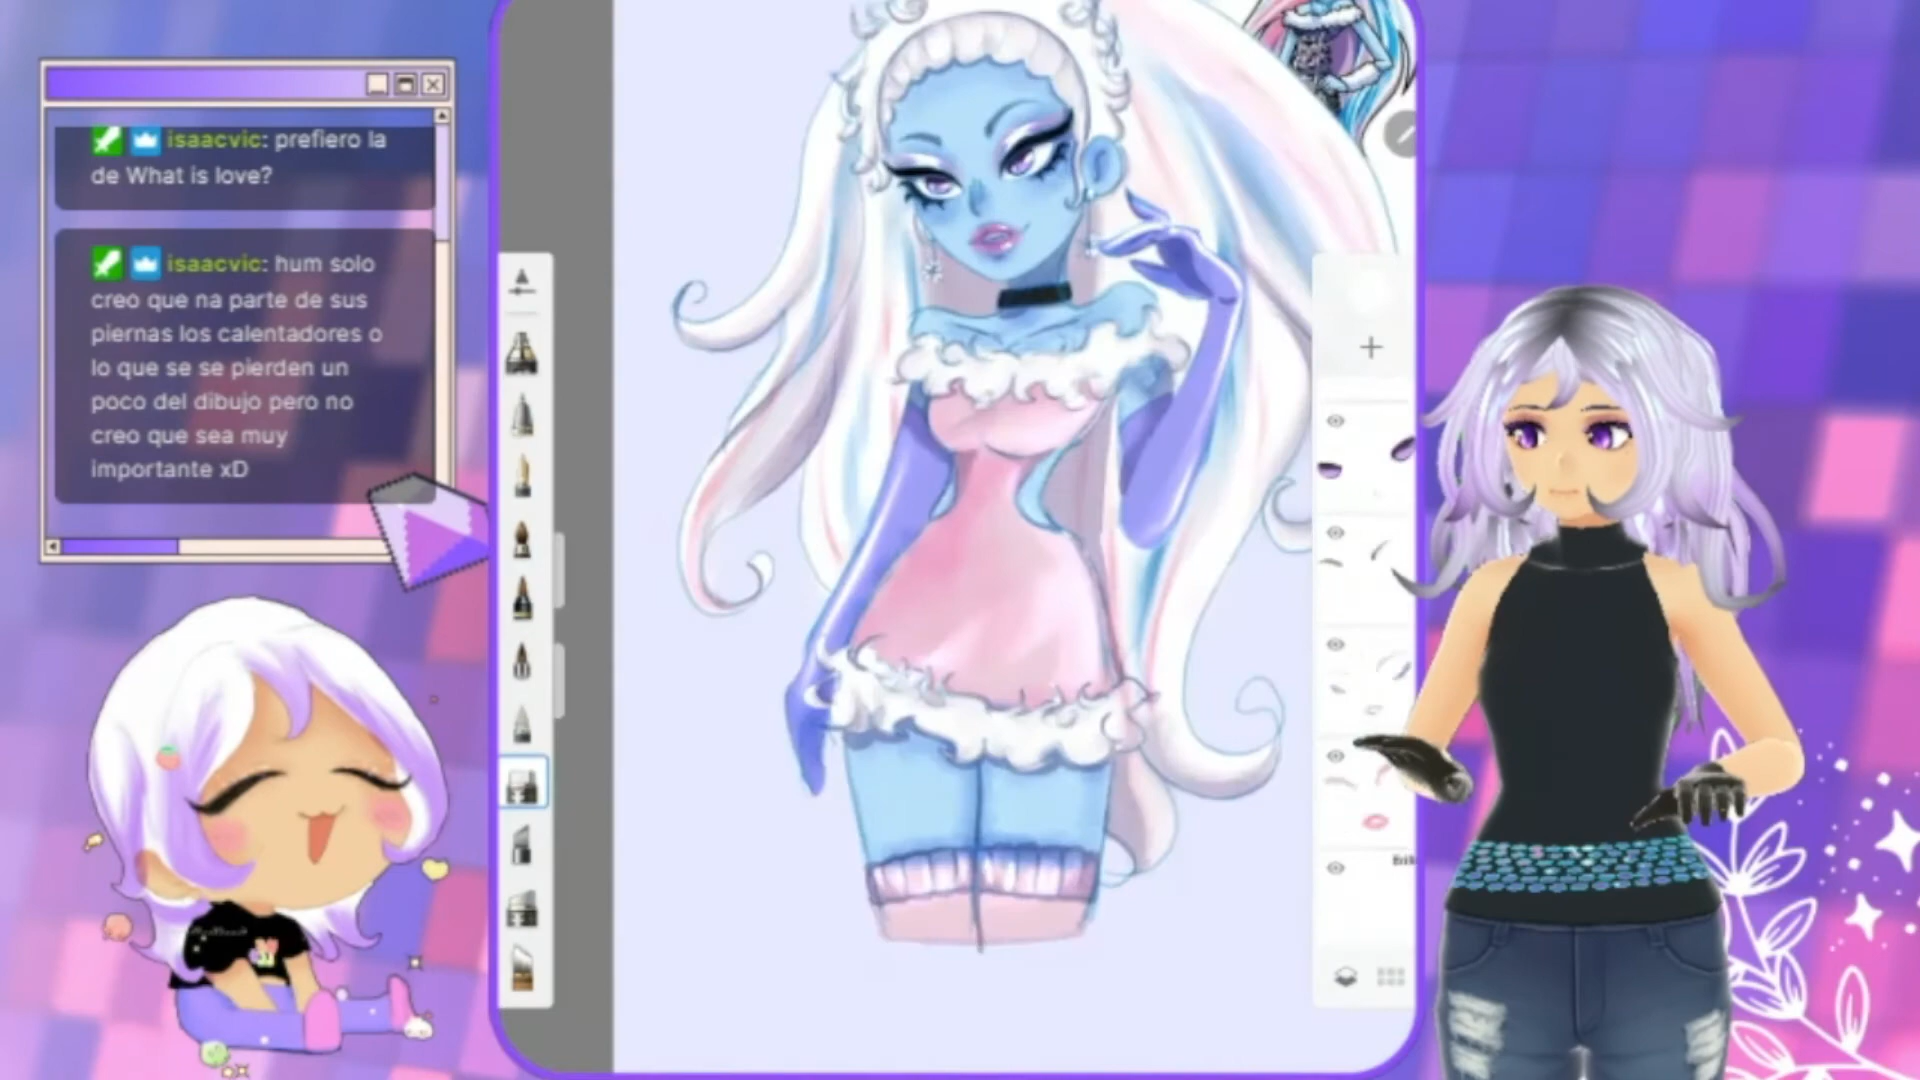 isaacvic: prefiero la
de What is love?
isaacvic: hum solo
creo que na parte de sus
piernas los calentadores o
lo que se se pierden un
poco del dibujo pero no
creo que sea muy
importante xD